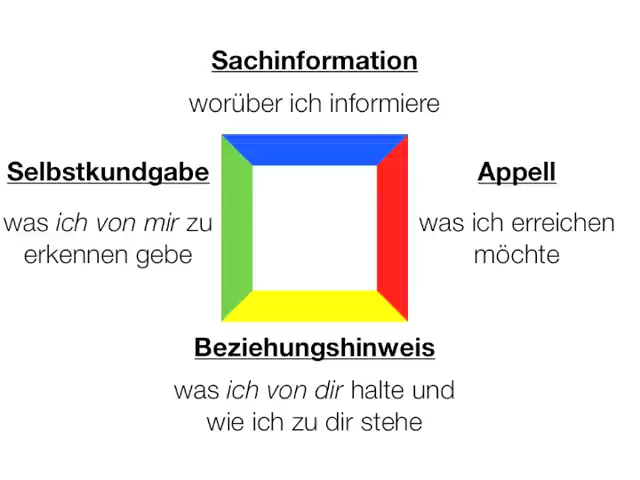 Sachinformation
worüber ich informiere
Selbstkundgabe
was ich von mir zu
erkennen gebe
Appell
was ich erreichen
möchte
Beziehungshinweis
was ich von dir halte und
wie ich zu dir stehe